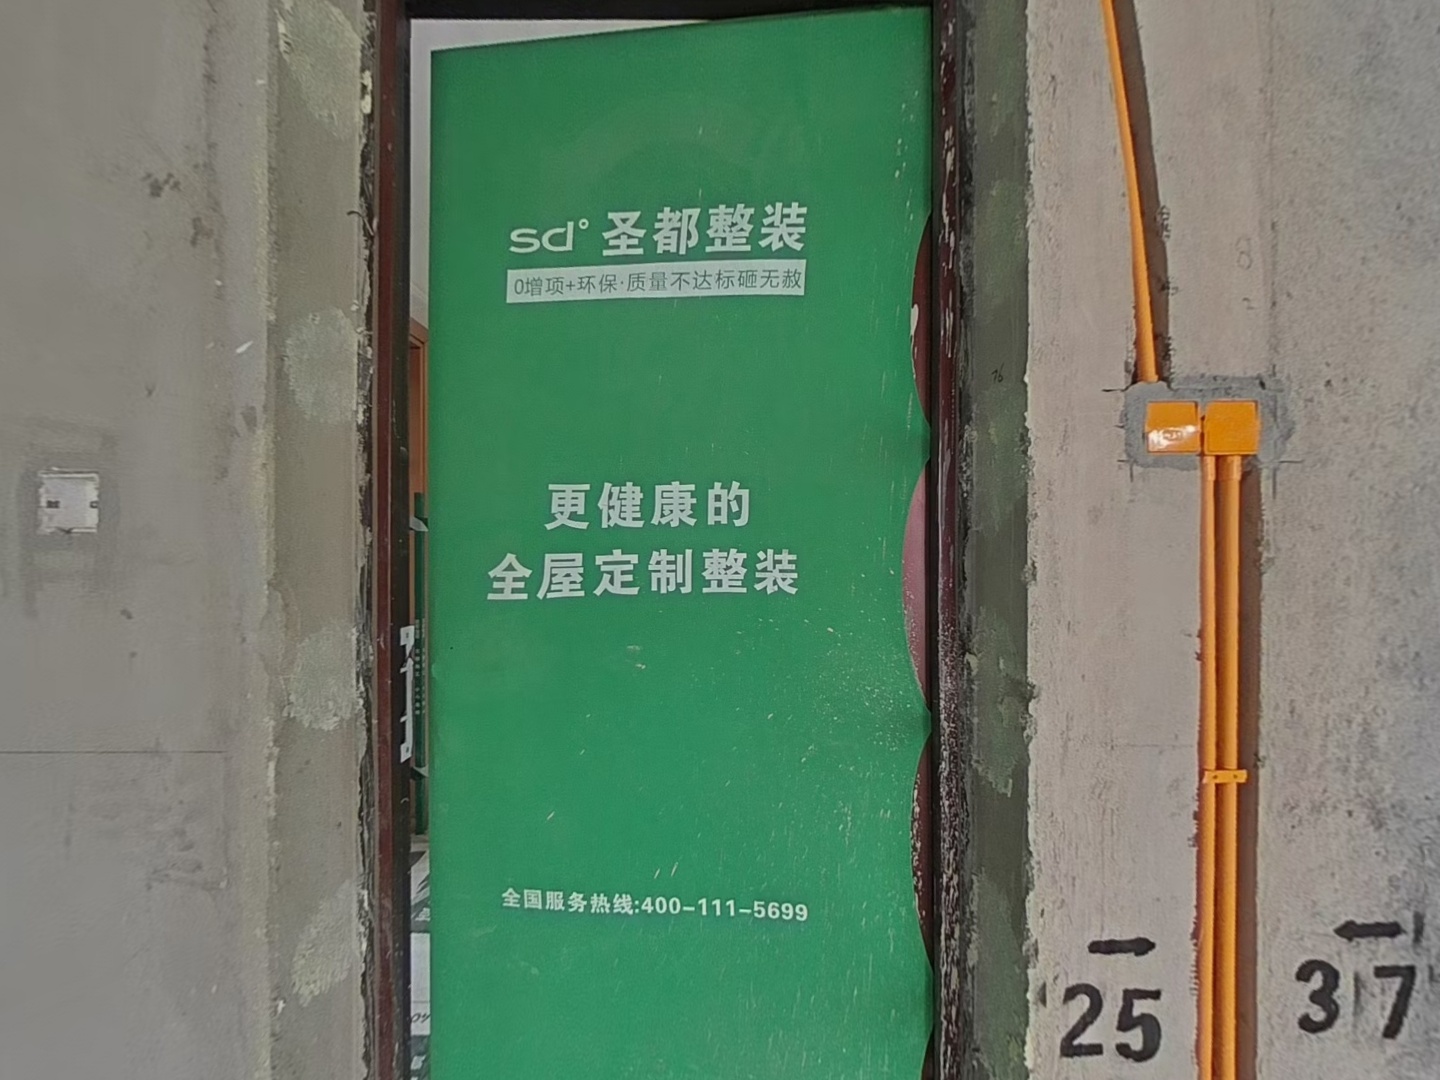 sd° 圣都整装
0增项+环保·质量不达标砸无赦
更健康的
全屋定制整装
全国服务热线:400-111-5699
25
37
76